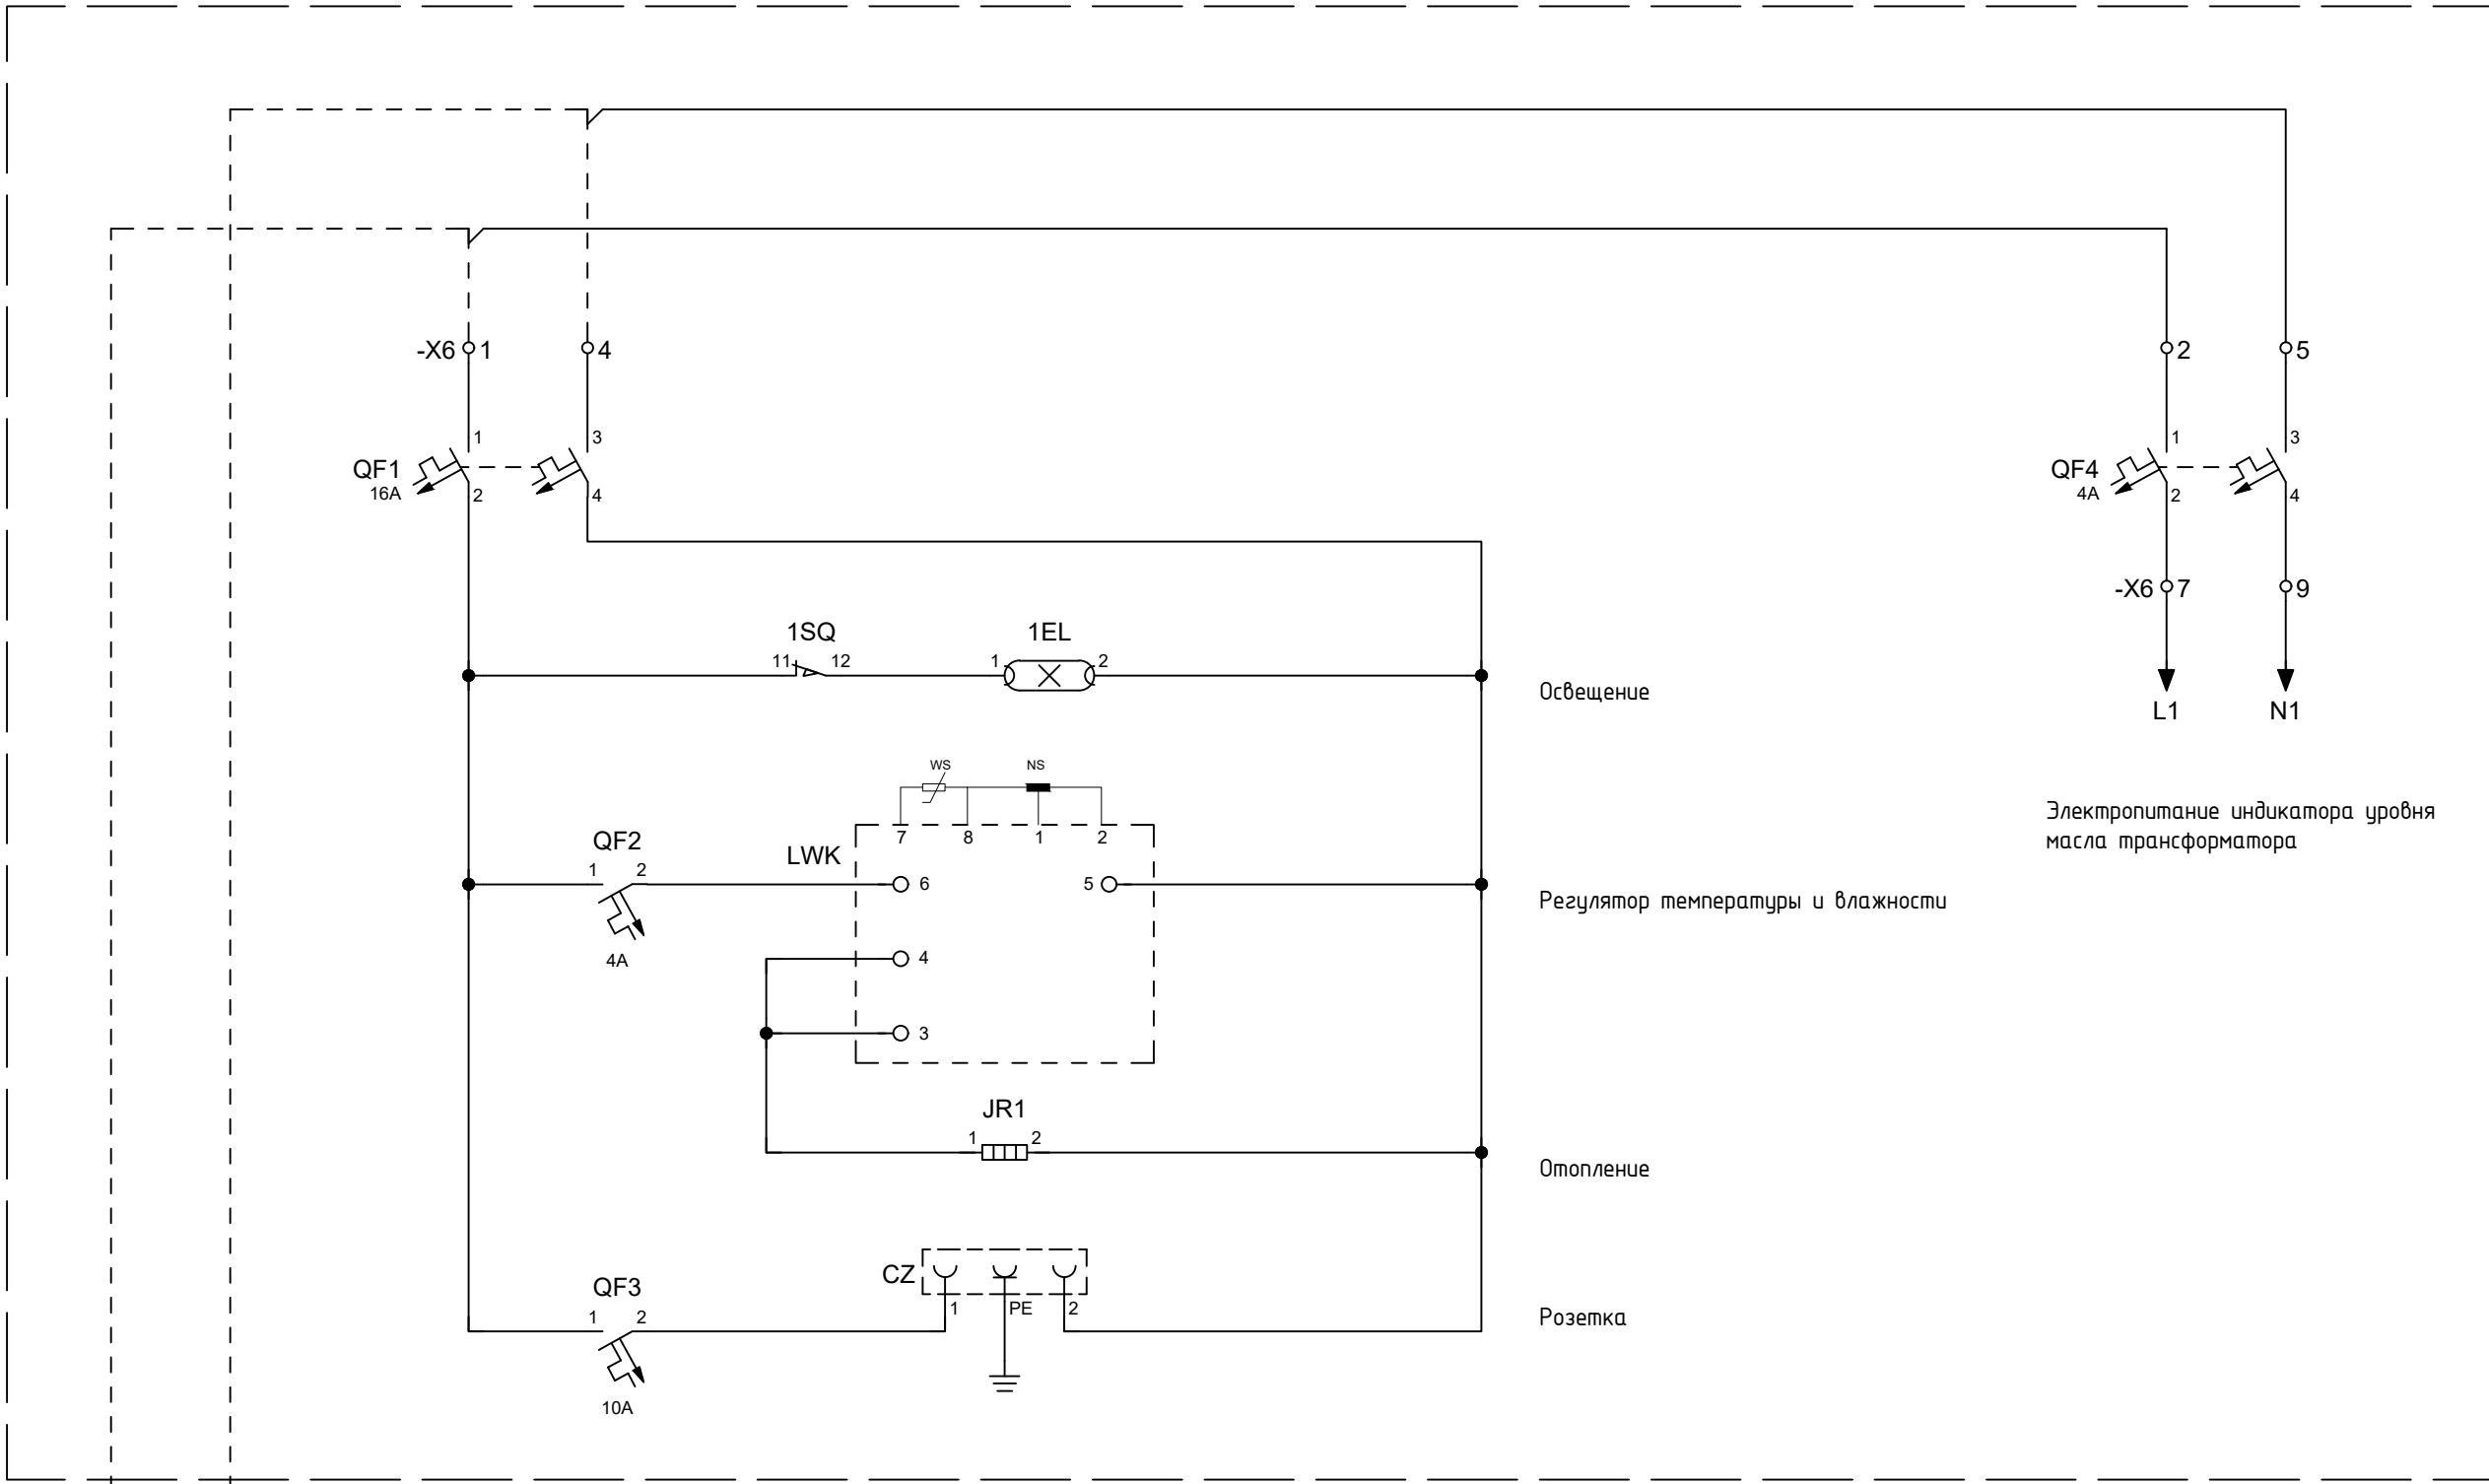 -X6 1 4 2 5
1 3 1 3
QF1 QF4
16A 4A
2 4 2 4
-X6 7 9
1SQ 1EL
11 12 1 2
Освещение
L1 N1
WS NS
Электропитание индикатора уровня
масла трансформатора
7 8 1 2
QF2 LWK
1 2 6 5
Регулятор температуры и влажности
4A 4
3
JR1
1 2
Отопление
CZ
QF3
1 PE 2
1 2
Розетка
10A